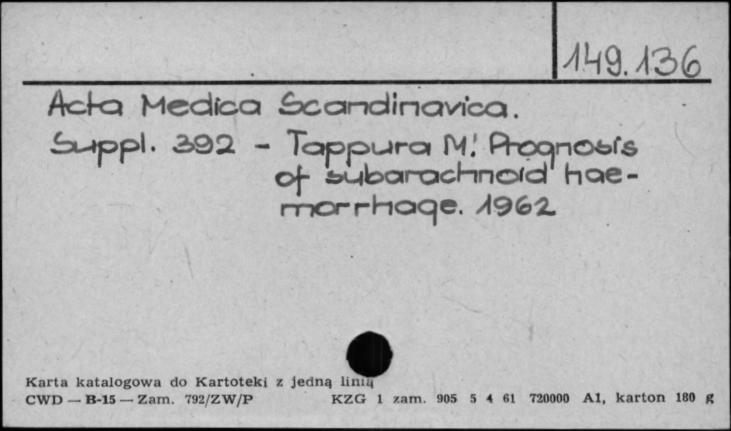 149.136
Acta Medica Scandinavica.
Suppl. 392 - Tappura M: Prognosis
of subarachnoid hae-
morrhage. 1962
Karta katalogowa do Kartoteki z jedną linią
CWD — B-15 — Zam. 792/ZW/P KZG 1 zam. 905 5 4 61 720000 A1, karton 180 g